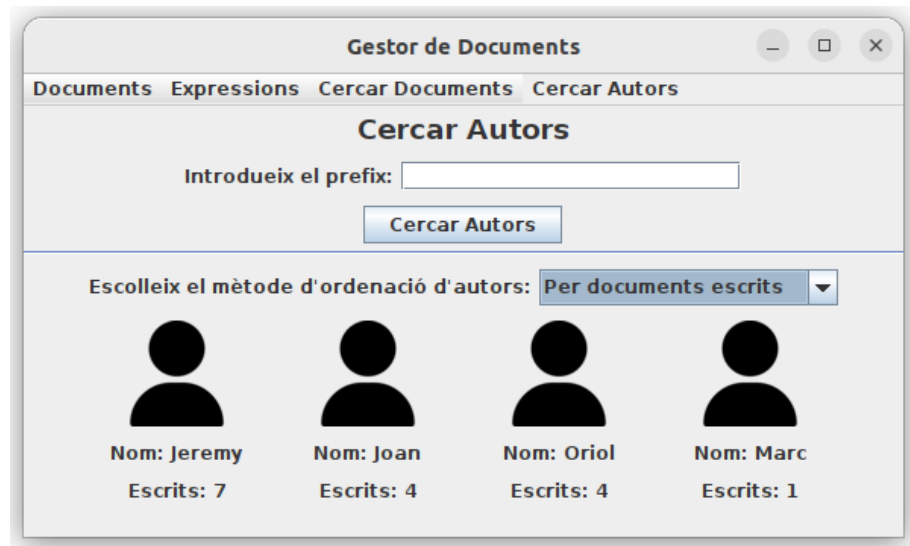 Gestor de Documents
Documents Expressions Cercar Documents Cercar Autors
Cercar Autors
Introdueix el prefix:
Cercar Autors
Escolleix el mètode d'ordenació d'autors: Per documents escrits
Nom: Jeremy Nom: Joan Nom: Oriol Nom: Marc
Escrits: 7 Escrits: 4 Escrits: 4 Escrits: 1